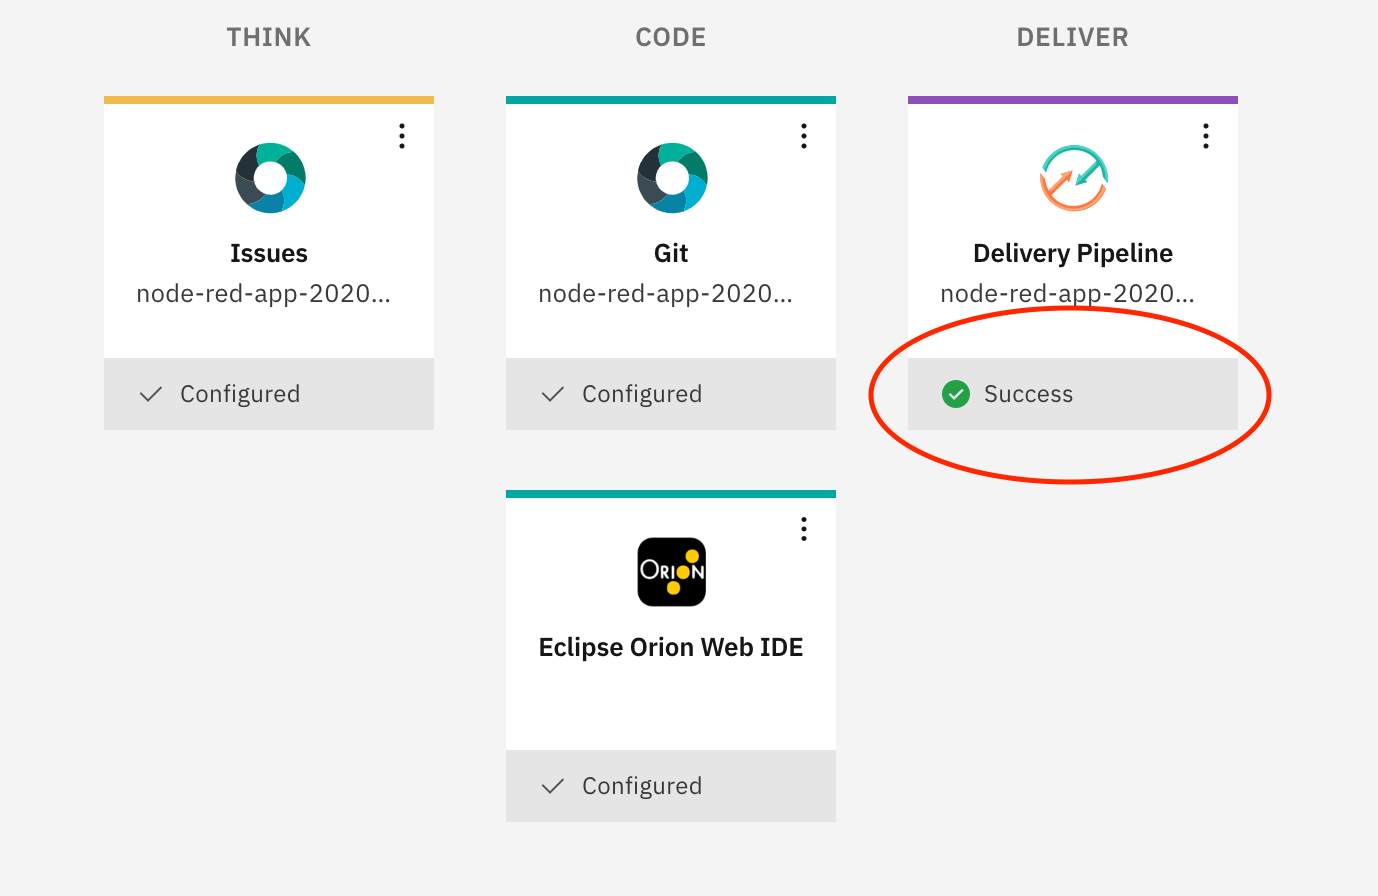 THINK
CODE
DELIVER
Issues
node-red-app-2020...
Configured
Git
node-red-app-2020...
Configured
Delivery Pipeline
node-red-app-2020...
Success
ORION
Eclipse Orion Web IDE
Configured